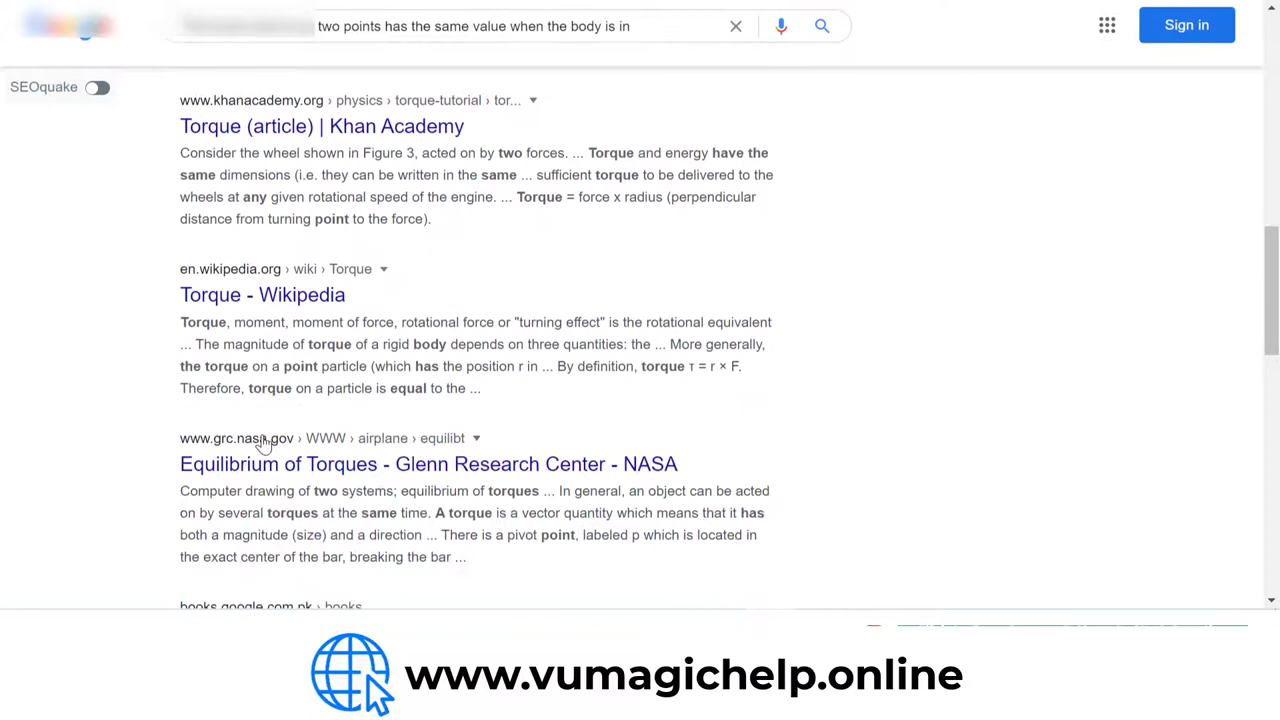 two points has the same value when the body is in
Sign in
SEOquake
www.khanacademy.org › physics › torque-tutorial › tor...
Torque (article) | Khan Academy
Consider the wheel shown in Figure 3, acted on by two forces. ... Torque and energy have the
same dimensions (i.e. they can be written in the same ... sufficient torque to be delivered to the
wheels at any given rotational speed of the engine. ... Torque = force x radius (perpendicular
distance from turning point to the force).
en.wikipedia.org › wiki › Torque
Torque - Wikipedia
Torque, moment, moment of force, rotational force or "turning effect" is the rotational equivalent
... The magnitude of torque of a rigid body depends on three quantities: the ... More generally,
the torque on a point particle (which has the position r in ... By definition, torque τ = r × F.
Therefore, torque on a particle is equal to the ...
www.grc.nasa.gov › WWW › airplane › equilibt
Equilibrium of Torques - Glenn Research Center - NASA
Computer drawing of two systems; equilibrium of torques ... In general, an object can be acted
on by several torques at the same time. A torque is a vector quantity which means that it has
both a magnitude (size) and a direction ... There is a pivot point, labeled p which is located in
the exact center of the bar, breaking the bar ...
books.google.com.pk › books
www.vumagichelp.online